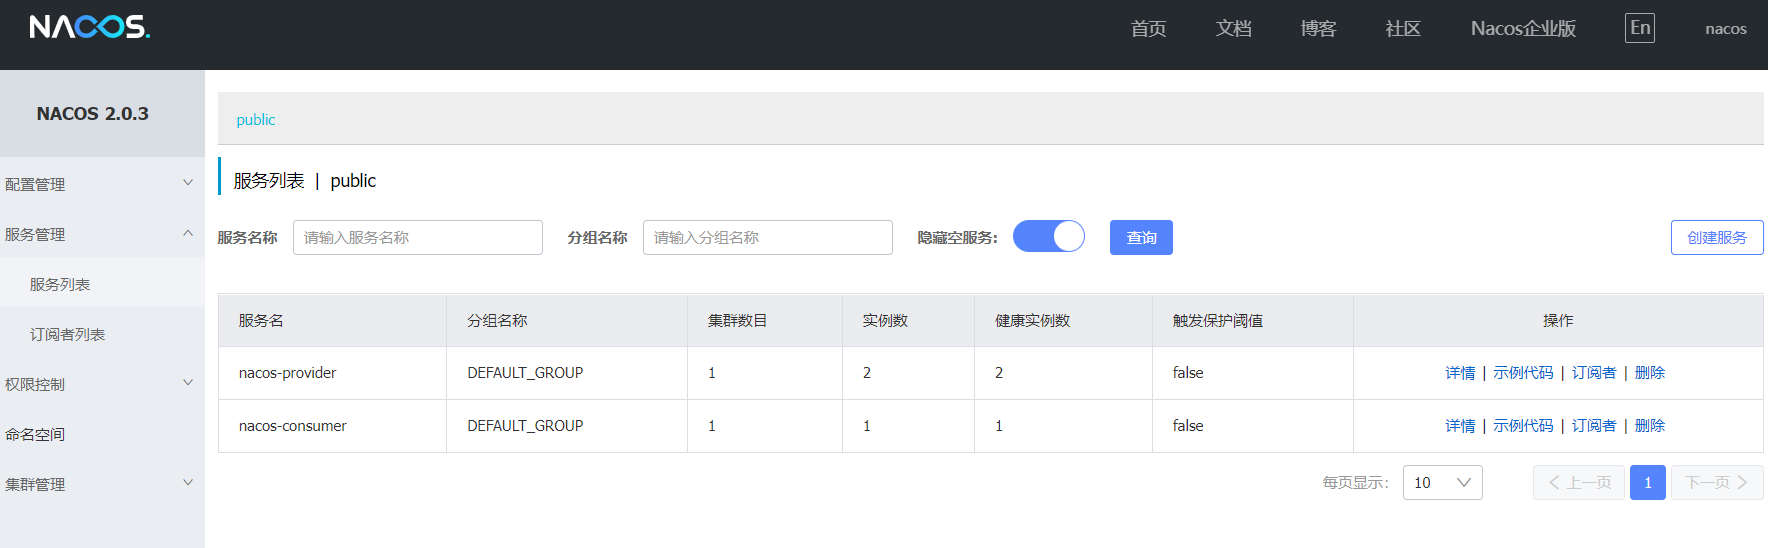 NACOS.
首页 文档 博客 社区 Nacos企业版 En nacos
NACOS 2.0.3
public
配置管理
服务管理
服务列表
订阅者列表
权限控制
命名空间
集群管理
服务列表 | public
服务名称 请输入服务名称 分组名称 请输入分组名称 隐藏空服务: 查询 创建服务
服务名 分组名称 集群数目 实例数 健康实例数 触发保护阈值 操作
nacos-provider DEFAULT_GROUP 1 2 2 false 详情 | 示例代码 | 订阅者 | 删除
nacos-consumer DEFAULT_GROUP 1 1 1 false 详情 | 示例代码 | 订阅者 | 删除
每页显示: 10 上一页 1 下一页